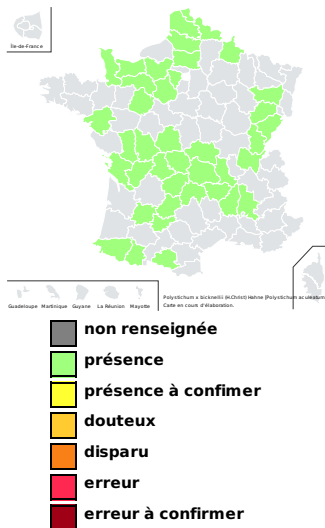 Île-de-France
Guadeloupe Martinique Guyane La Réunion Mayotte
Polystichum x bicknellii (H.Christ) Hahne [Polystichum aculeatum
Carte en cours d'élaboration.
non renseignée
présence
présence à confimer
douteux
disparu
erreur
erreur à confirmer